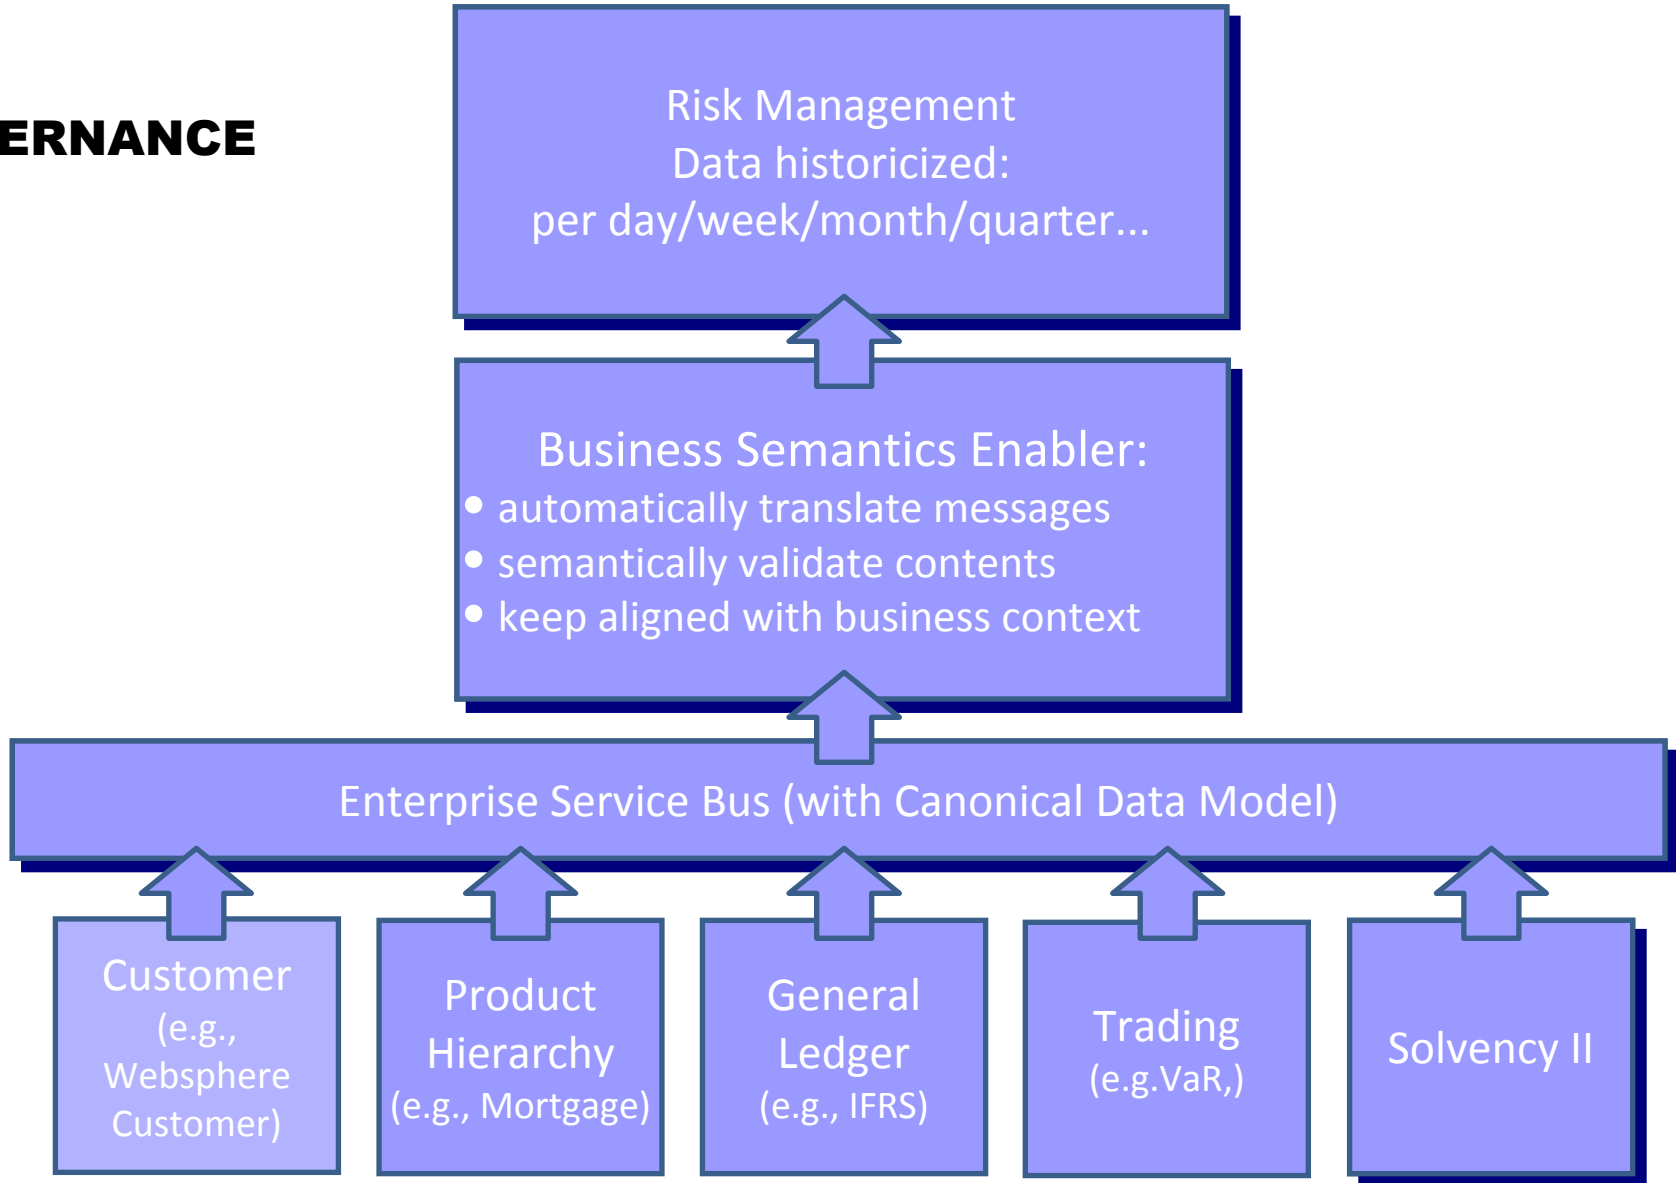 ERNANCE
Risk Management
Data historicized:
per day/week/month/quarter...
Business Semantics Enabler:
• automatically translate messages
• semantically validate contents
• keep aligned with business context
Enterprise Service Bus (with Canonical Data Model)
Customer
(e.g.,
Websphere
Customer)
Product
Hierarchy
(e.g., Mortgage)
General
Ledger
(e.g., IFRS)
Trading
(e.g.VaR,)
Solvency II